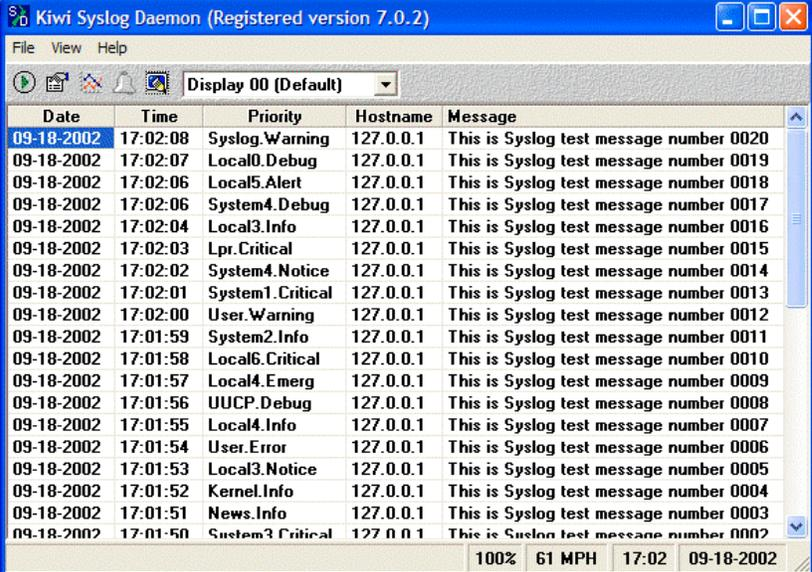 Kiwi Syslog Daemon (Registered version 7.0.2)
File View Help
Display 00 (Default)
Date Time Priority Hostname Message
09-18-2002 17:02:08 Syslog.Warning 127.0.0.1 This is Syslog test message number 0020
09-18-2002 17:02:07 Local0.Debug 127.0.0.1 This is Syslog test message number 0019
09-18-2002 17:02:06 Local5.Alert 127.0.0.1 This is Syslog test message number 0018
09-18-2002 17:02:06 System4.Debug 127.0.0.1 This is Syslog test message number 0017
09-18-2002 17:02:04 Local3.Info 127.0.0.1 This is Syslog test message number 0016
09-18-2002 17:02:03 Lpr.Critical 127.0.0.1 This is Syslog test message number 0015
09-18-2002 17:02:02 System4.Notice 127.0.0.1 This is Syslog test message number 0014
09-18-2002 17:02:01 System1.Critical 127.0.0.1 This is Syslog test message number 0013
09-18-2002 17:02:00 User.Warning 127.0.0.1 This is Syslog test message number 0012
09-18-2002 17:01:59 System2.Info 127.0.0.1 This is Syslog test message number 0011
09-18-2002 17:01:58 Local6.Critical 127.0.0.1 This is Syslog test message number 0010
09-18-2002 17:01:57 Local4.Emerg 127.0.0.1 This is Syslog test message number 0009
09-18-2002 17:01:56 UUCP.Debug 127.0.0.1 This is Syslog test message number 0008
09-18-2002 17:01:55 Local4.Info 127.0.0.1 This is Syslog test message number 0007
09-18-2002 17:01:54 User.Error 127.0.0.1 This is Syslog test message number 0006
09-18-2002 17:01:53 Local3.Notice 127.0.0.1 This is Syslog test message number 0005
09-18-2002 17:01:52 Kernel.Info 127.0.0.1 This is Syslog test message number 0004
09-18-2002 17:01:51 News.Info 127.0.0.1 This is Syslog test message number 0003
09-18-2002 17:01:50 System3.Critical 127.0.0.1 This is Syslog test message number 0002
100% 61 MPH 17:02 09-18-2002